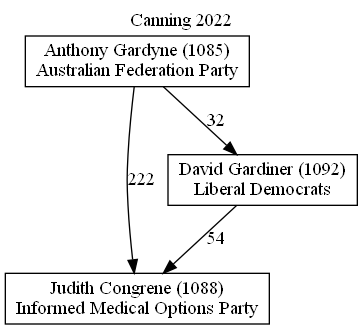 Canning 2022
Anthony Gardyne (1085)
Australian Federation Party
32
David Gardiner (1092)
Liberal Democrats
222
54
Judith Congrene (1088)
Informed Medical Options Party